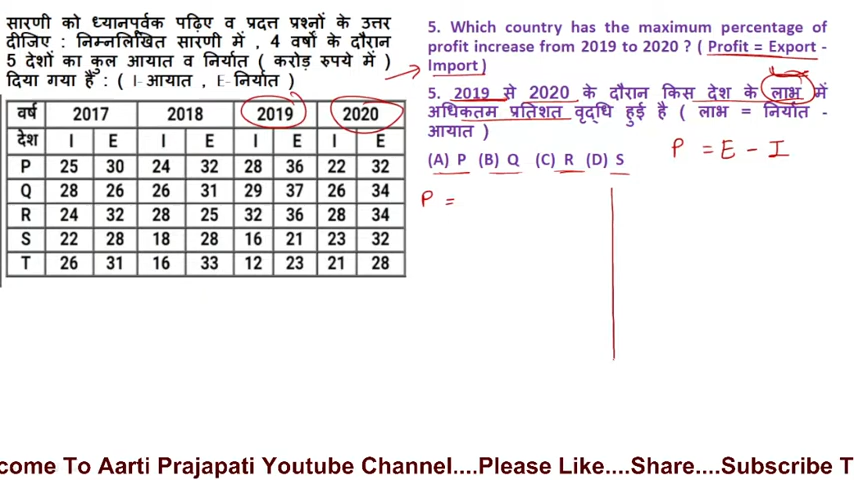 सारणी को ध्यानपूर्वक पढ़िए व प्रदत्त प्रश्नों के उत्तर
दीजिए : निम्नलिखित सारणी में , 4 वर्षो के दौरान
5 देशों का कुल आयात व निर्यात ( करोड़ रुपये में )
दिया गया है : ( I- आयात , E- निर्यात )
वर्ष 2017 2018 2019 2020
देश I E I E I E I E
P 25 30 24 32 28 36 22 32
Q 28 26 26 31 29 37 26 34
R 24 32 28 25 32 36 28 34
S 22 28 18 28 16 21 23 32
T 26 31 16 33 12 23 21 28
5. Which country has the maximum percentage of
profit increase from 2019 to 2020 ? ( Profit = Export -
Import )
5. 2019 से 2020 के दौरान किस देश के लाभ में
अधिकतम प्रतिशत वृद्धि हुई है ( लाभ = निर्यात -
आयात )
(A) P (B) Q (C) R (D) S
P = E - I
P =
come To Aarti Prajapati Youtube Channel....Please Like....Share....Subscribe T